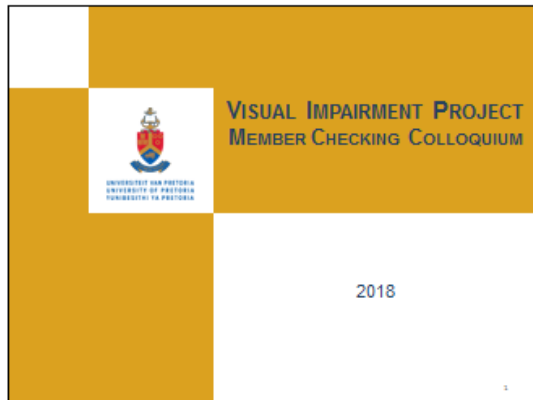 VISUAL IMPAIRMENT PROJECT
MEMBER CHECKING COLLOQUIUM
UNIVERSITEIT VAN PRETORIA
UNIVERSITY OF PRETORIA
YUNIBESITHI YA PRETORIA
2018
1